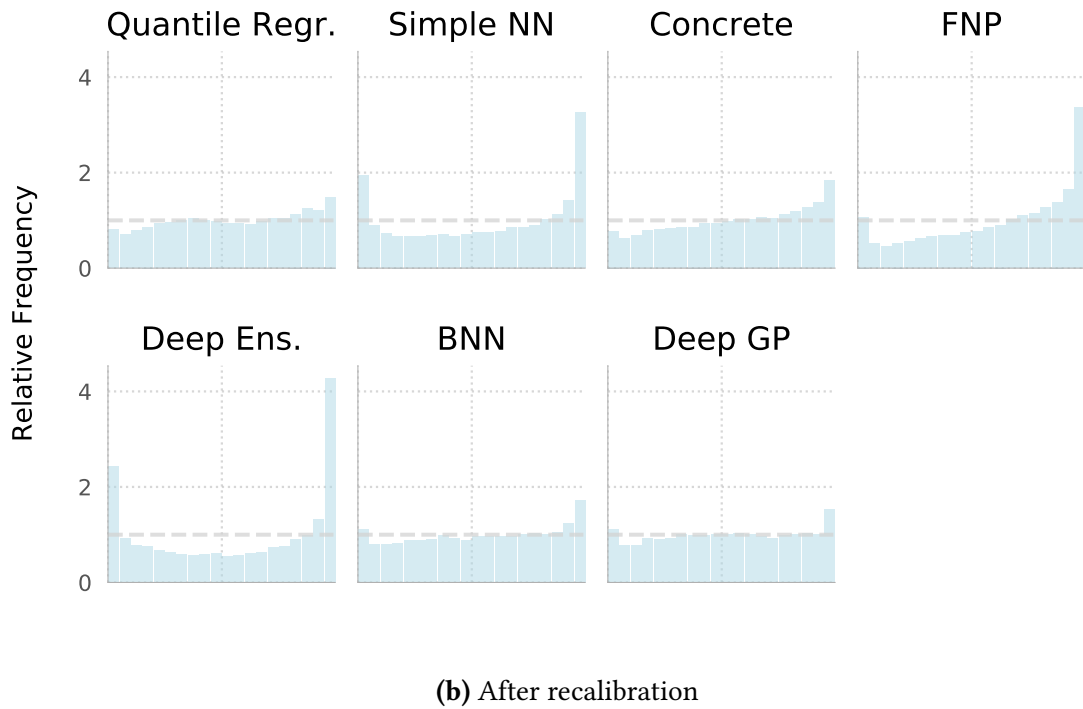 Quantile Regr. Simple NN Concrete FNP
4
2
0
Relative Frequency
Deep Ens. BNN Deep GP
4
2
0
(b) After recalibration